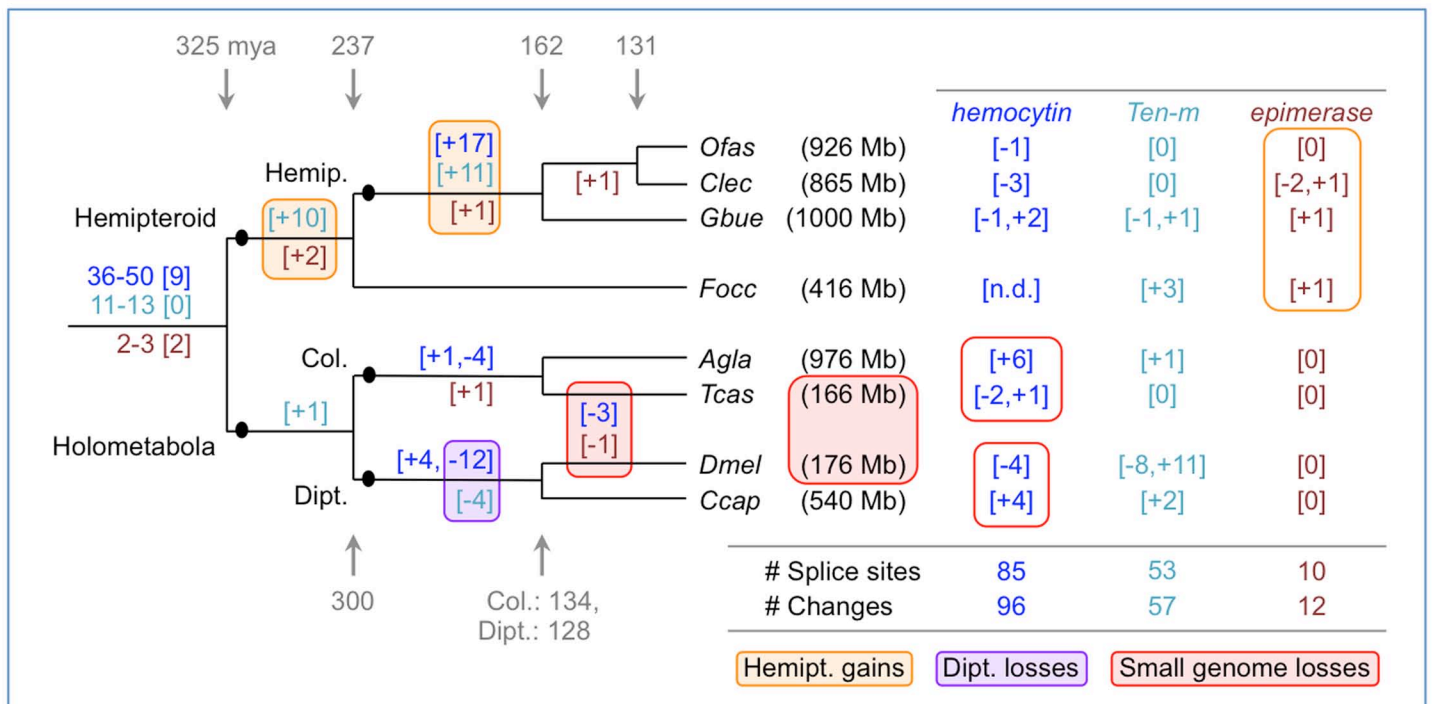 325 mya 237 162 131
hemocytin Ten-m epimerase
[+17] Ofas (926 Mb) [-1] [0] [0]
Hemip. [+11] [+1] Clec (865 Mb) [-3] [0] [-2,+1]
Hemipteroid [+10] [+1] Gbue (1000 Mb) [-1,+2] [-1,+1] [+1]
[+2]
36-50 [9] Focc (416 Mb) [n.d.] [+3] [+1]
11-13 [0]
2-3 [2]
Col. [+1,-4] Agla (976 Mb) [+6] [+1] [0]
[+1] Tcas (166 Mb) [-2,+1] [0] [0]
[+1] [-3]
Holometabola [-1]
[+4, -12] Dmel (176 Mb) [-4] [-8,+11] [0]
Dipt. [-4] Ccap (540 Mb) [+4] [+2] [0]
# Splice sites 85 53 10
300 Col.: 134, # Changes 96 57 12
Dipt.: 128
Hemipt. gains Dipt. losses Small genome losses